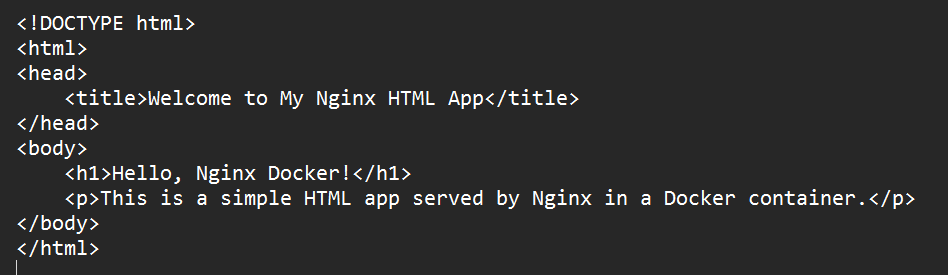 <!DOCTYPE html>
<html>
<head>
    <title>Welcome to My Nginx HTML App</title>
</head>
<body>
    <h1>Hello, Nginx Docker!</h1>
    <p>This is a simple HTML app served by Nginx in a Docker container.</p>
</body>
</html>